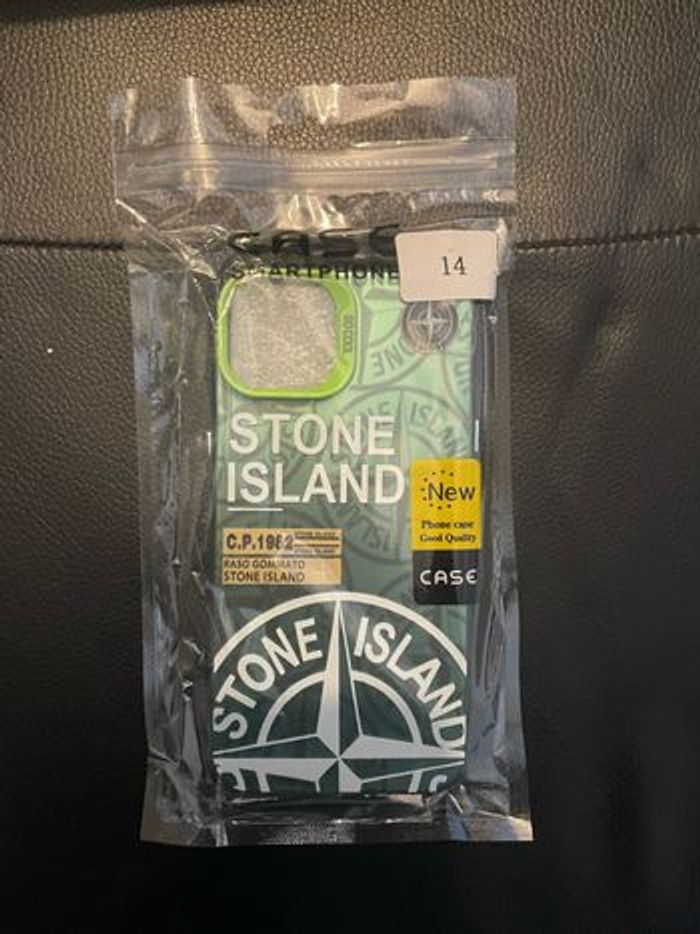 CASE
SMARTPHONE
14
STONE
ISLAND
New
Phone case
Good Quality
CASE
C.P.1982
RASO GOMMATO
STONE ISLAND
STONE ISLAND